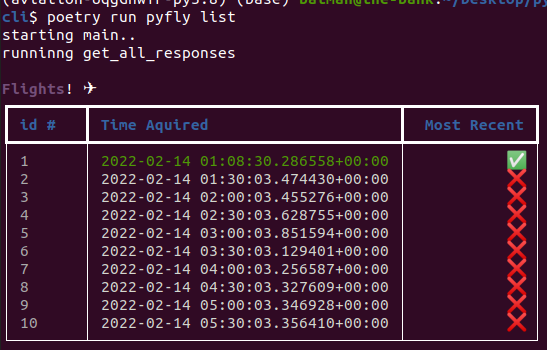 (aviation-6qgdnwff-py3.8) (base) batman@the-bank:~/Desktop/py
cli$ poetry run pyfly list
starting main..
runninng get_all_responses
Flights! ✈
id # Time Aquired Most Recent
1 2022-02-14 01:08:30.286558+00:00 ✅
2 2022-02-14 01:30:03.474430+00:00 ❌
3 2022-02-14 02:00:03.455276+00:00 ❌
4 2022-02-14 02:30:03.628755+00:00 ❌
5 2022-02-14 03:00:03.851594+00:00 ❌
6 2022-02-14 03:30:03.129401+00:00 ❌
7 2022-02-14 04:00:03.256587+00:00 ❌
8 2022-02-14 04:30:03.327609+00:00 ❌
9 2022-02-14 05:00:03.346928+00:00 ❌
10 2022-02-14 05:30:03.356410+00:00 ❌